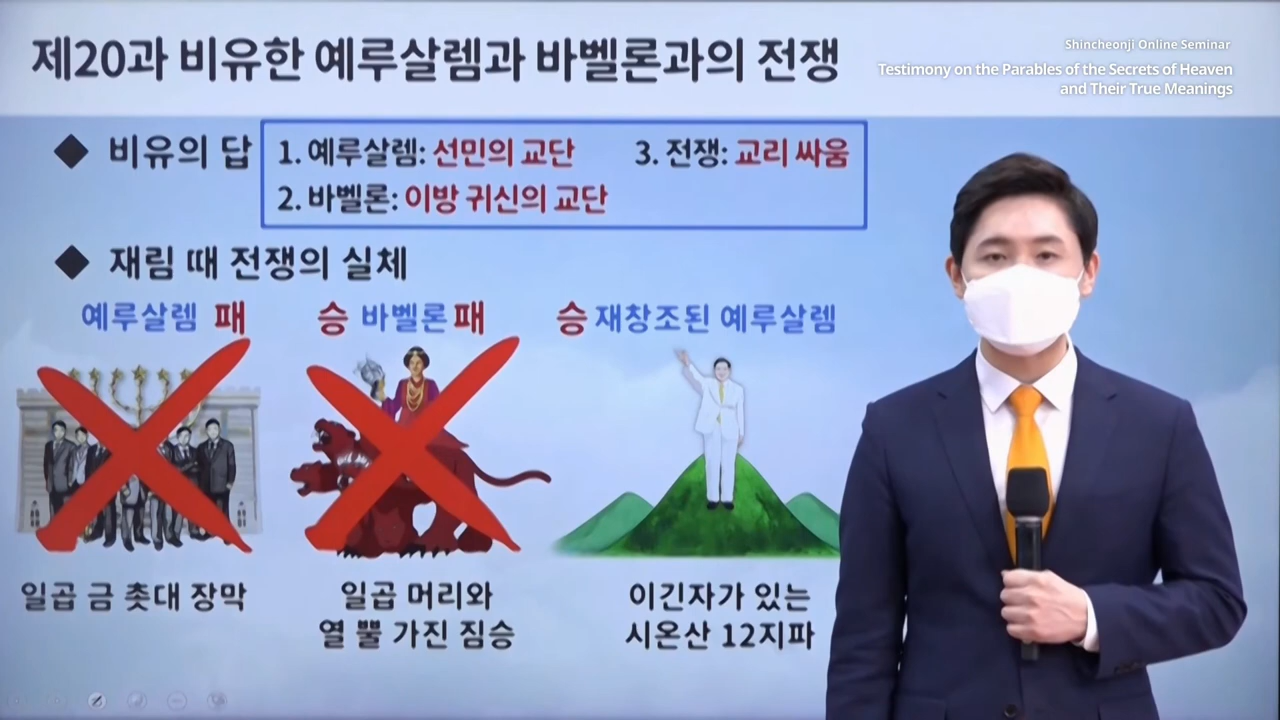 제20과 비유한 예루살렘과 바벨론과의 전쟁
Shincheonji Online Seminar
Testimony on the Parables of the Secrets of Heaven
and Their True Meanings
비유의 답
1. 예루살렘: 선민의 교단
3. 전쟁: 교리 싸움
2. 바벨론: 이방 귀신의 교단
재림 때 전쟁의 실체
예루살렘 패
승 바벨론 패
승 재창조된 예루살렘
일곱 금 촛대 장막
일곱 머리와
열 뿔 가진 짐승
이긴자가 있는
시온산 12지파